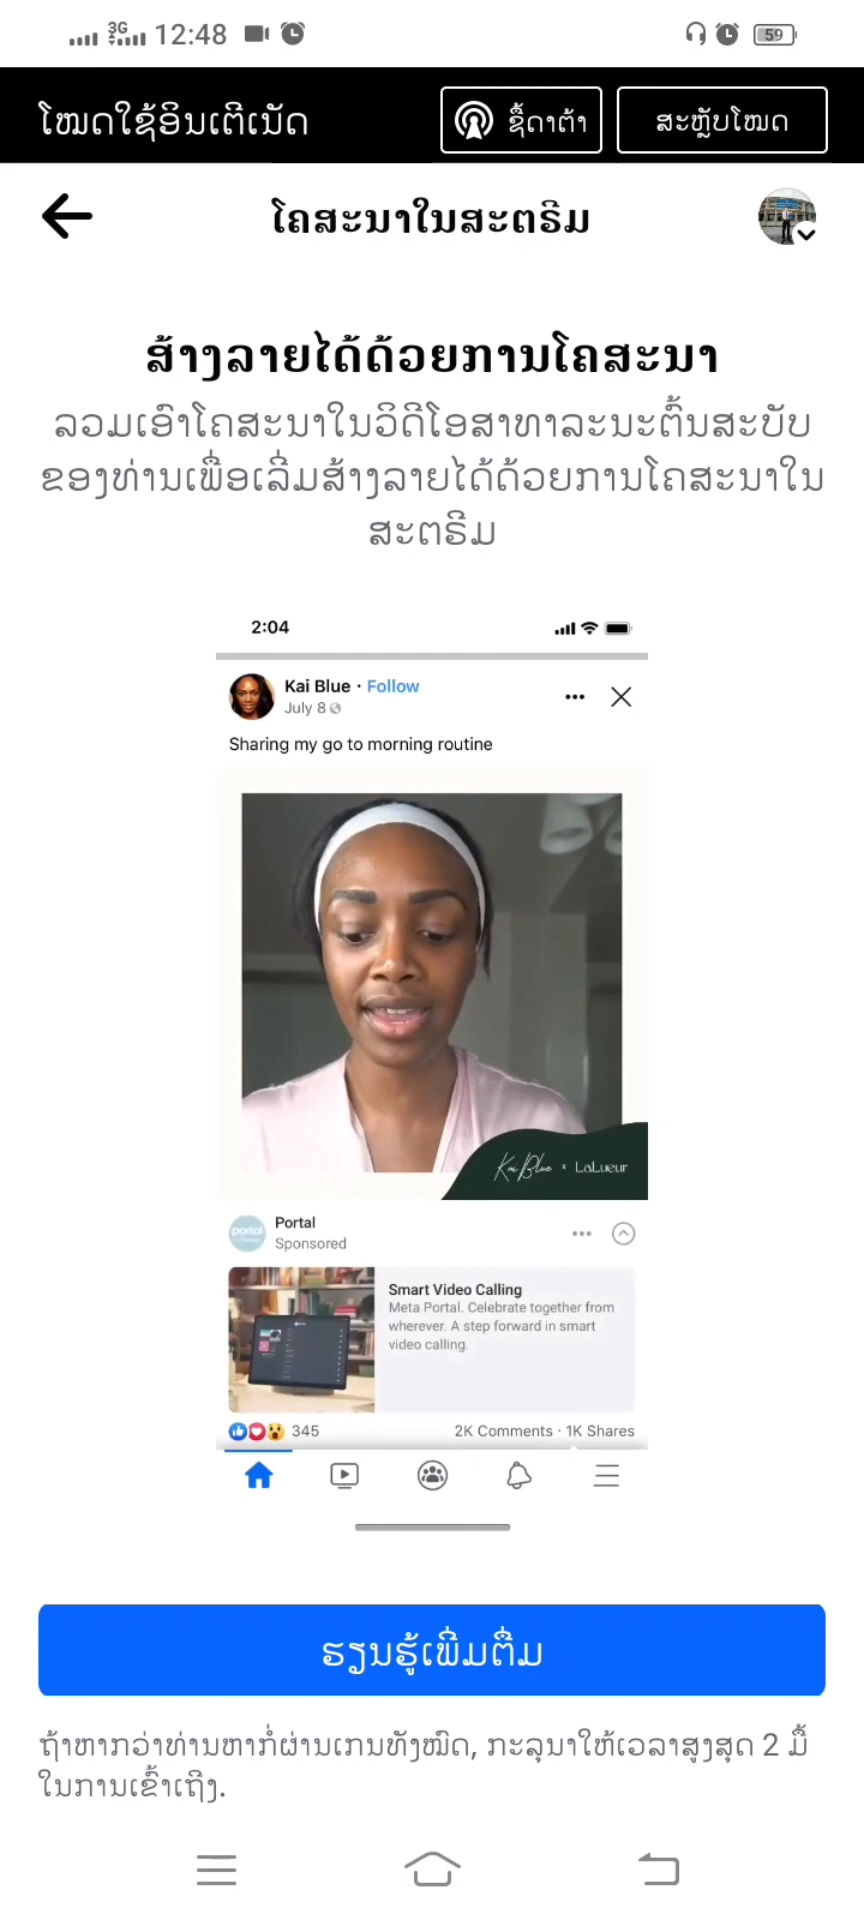 3G 12:48 59
ໂໝດໃຊ້ອິນເຕີເນັດ ຊື້ດາຕ້າ ສະຫຼັບໂໝດ
ໂຄສະນາໃນສະຕຣີມ
ສ້າງລາຍໄດ້ດ້ວຍການໂຄສະນາ
ລວມເອົາໂຄສະນາໃນວິດີໂອສາທາລະນະຕົ້ນສະບັບ
ຂອງທ່ານເພື່ອເລີ່ມສ້າງລາຍໄດ້ດ້ວຍການໂຄສະນາໃນ
ສະຕຣີມ
2:04
Kai Blue · Follow
July 8
Sharing my go to morning routine
Kai Blue x LaLueur
portal
Portal
Sponsored
Smart Video Calling
Meta Portal. Celebrate together from
wherever. A step forward in smart
video calling.
345 2K Comments · 1K Shares
ຮຽນຮູ້ເພີ່ມຕື່ມ
ຖ້າຫາກວ່າທ່ານຫາກໍ່ຜ່ານເກນທັງໝົດ, ກະລຸນາໃຫ້ເວລາສູງສຸດ 2 ມື້
ໃນການເຂົ້າເຖິງ.